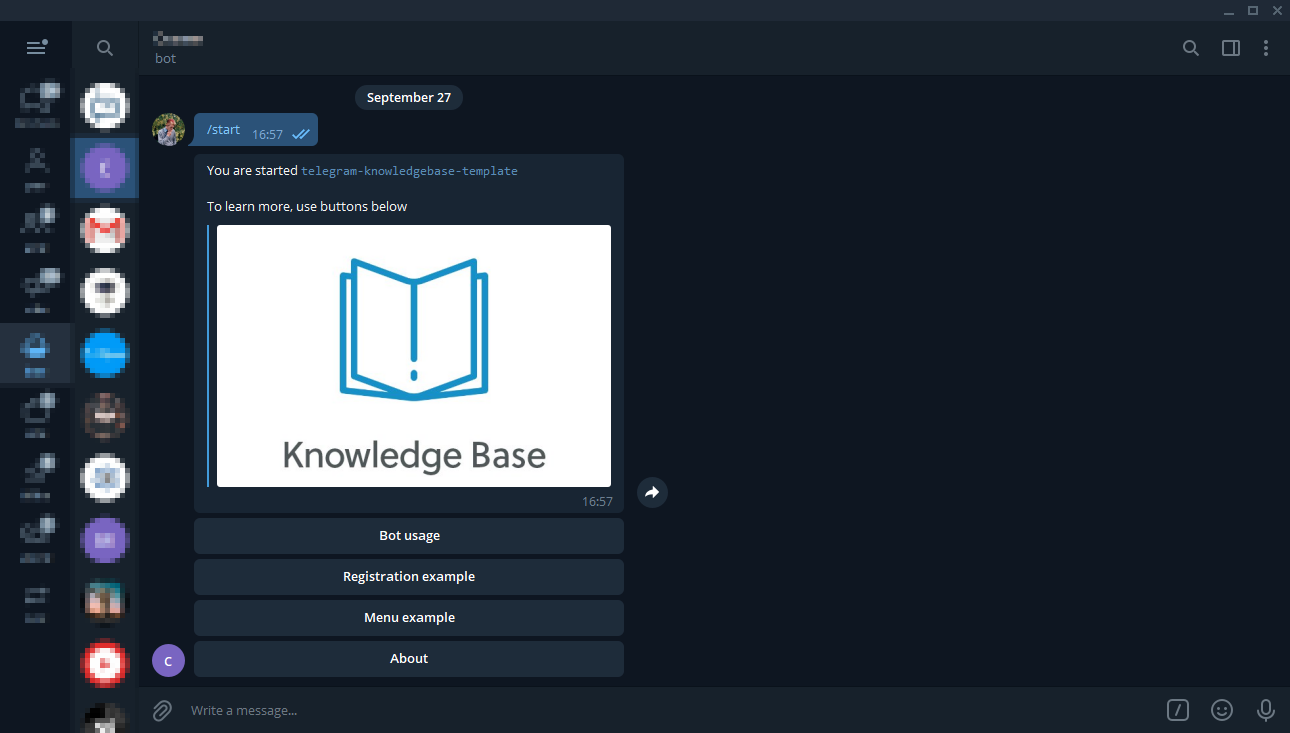 bot
September 27
/start
16:57
You are started telegram-knowledgebase-template
To learn more, use buttons below
Knowledge Base
16:57
Bot usage
Registration example
Menu example
About
C
Write a message...